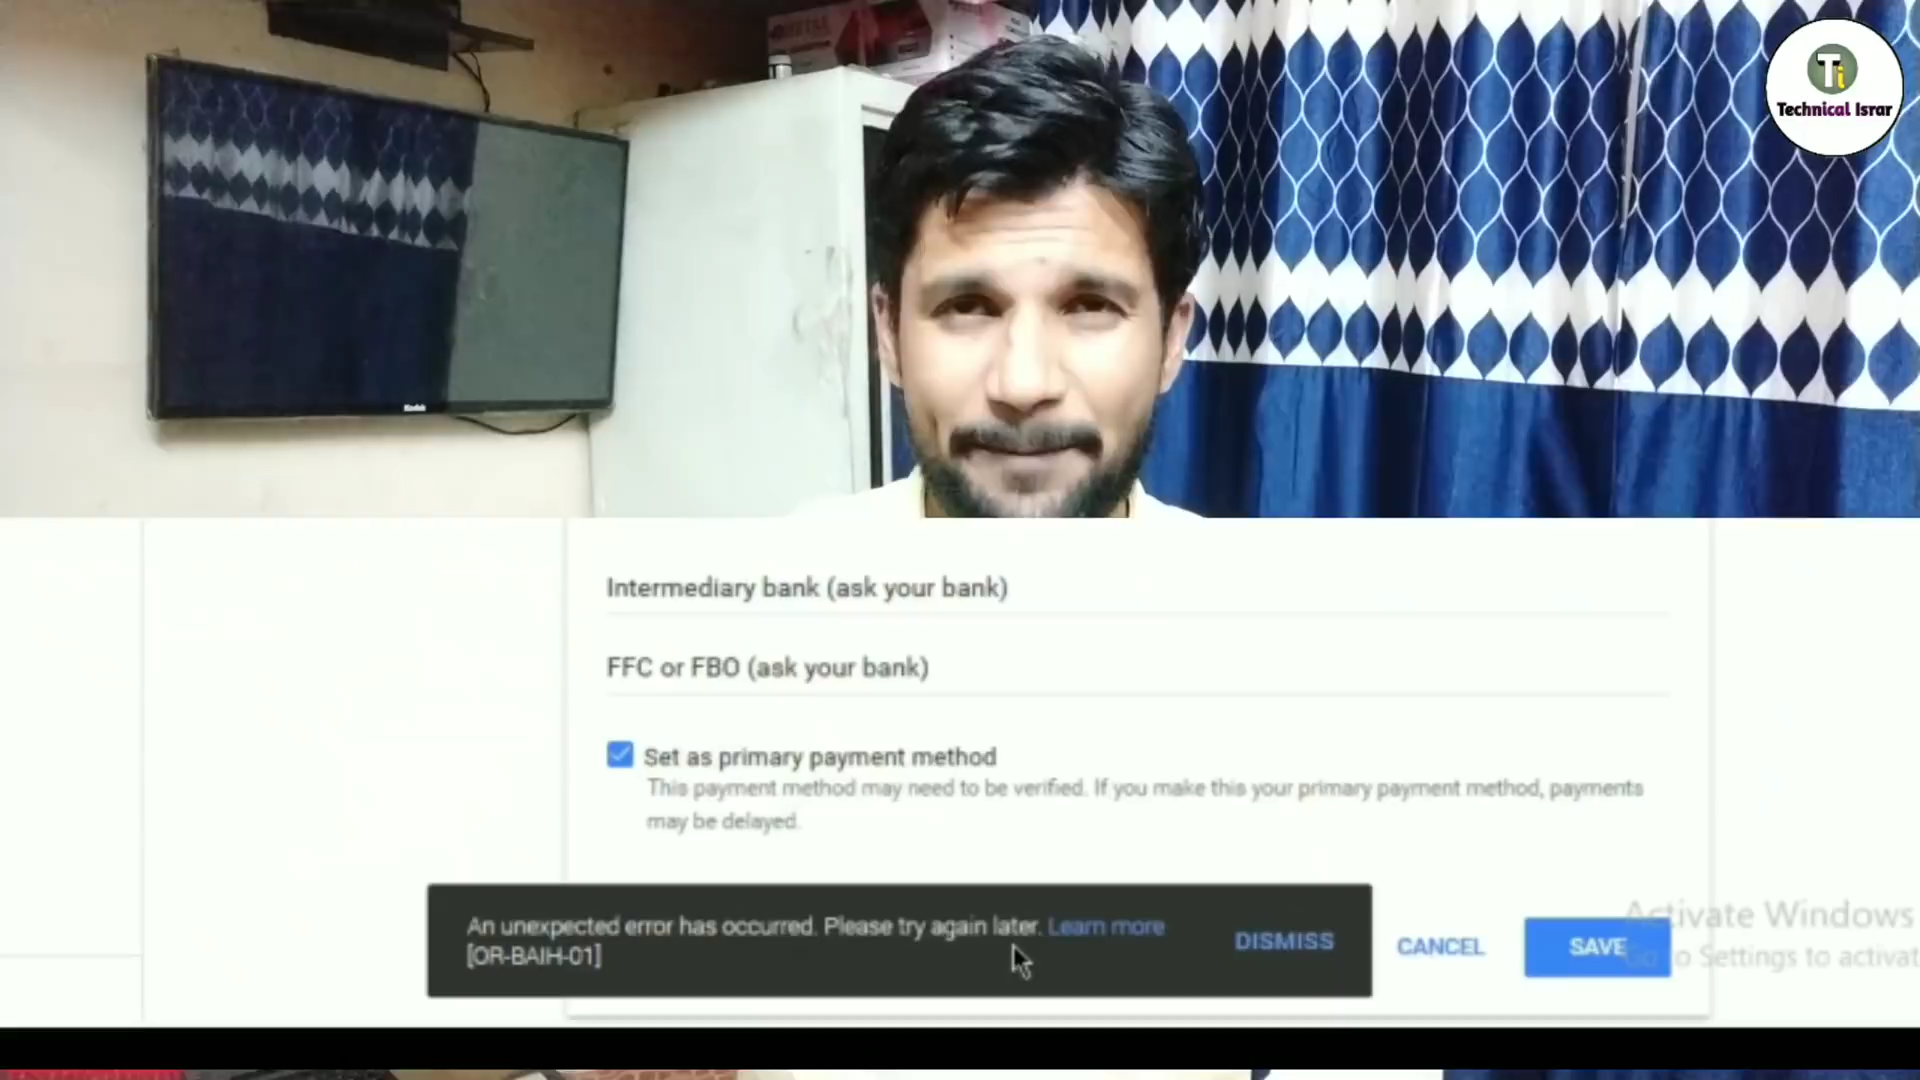 Ti
Technical Israr
Intermediary bank (ask your bank)
FFC or FBO (ask your bank)
Set as primary payment method
This payment method may need to be verified. If you make this your primary payment method, payments
may be delayed.
An unexpected error has occurred. Please try again later. Learn more
[OR-BAIH-01]
DISMISS
CANCEL
SAVE
Activate Windows
Go to Settings to activat